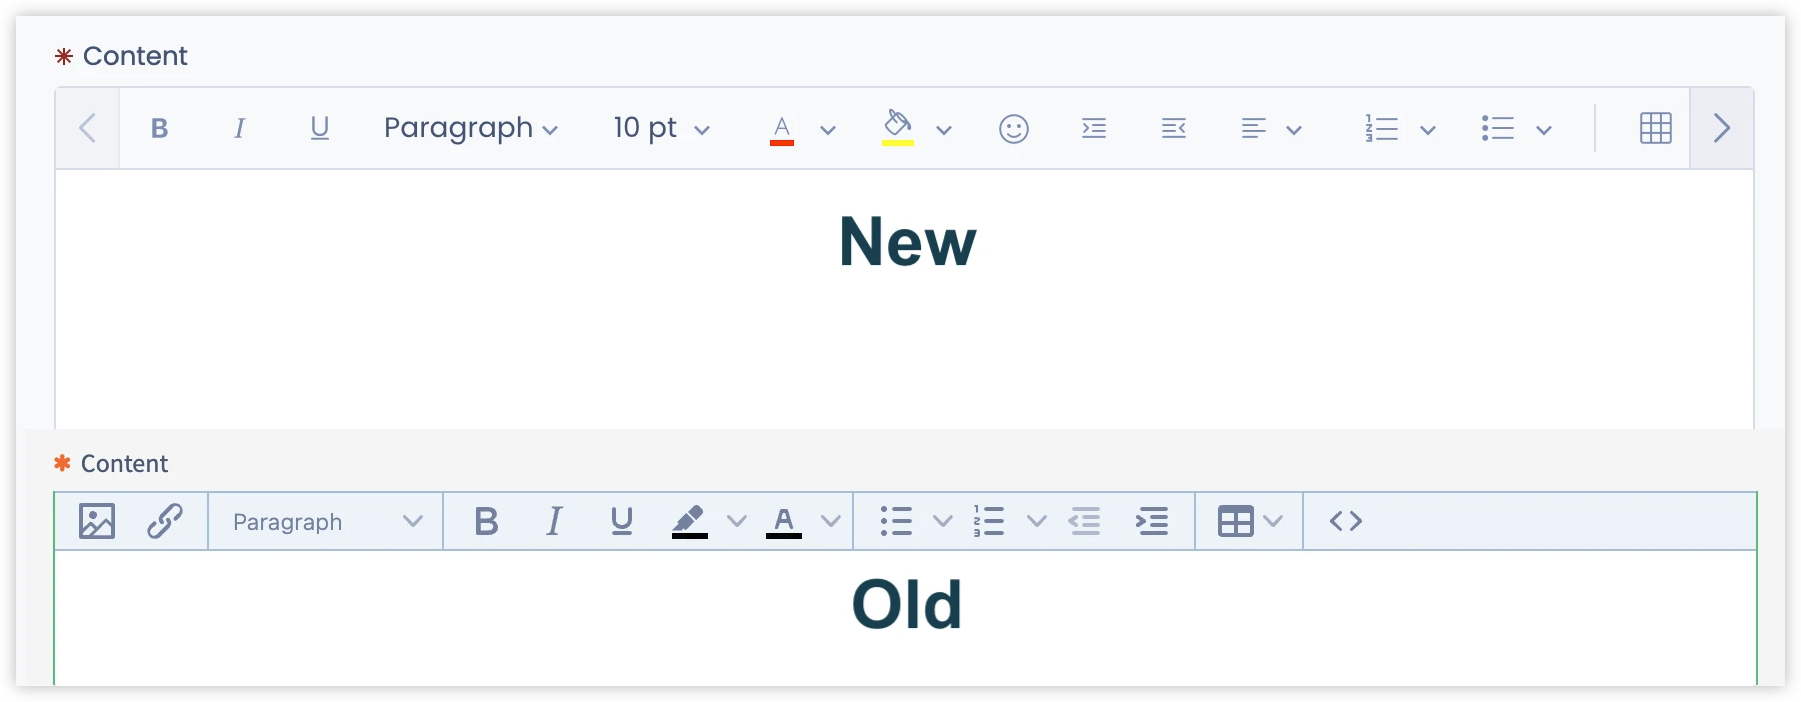 * Content
B I U Paragraph 10 pt A
New
* Content
Paragraph B I U A
Old